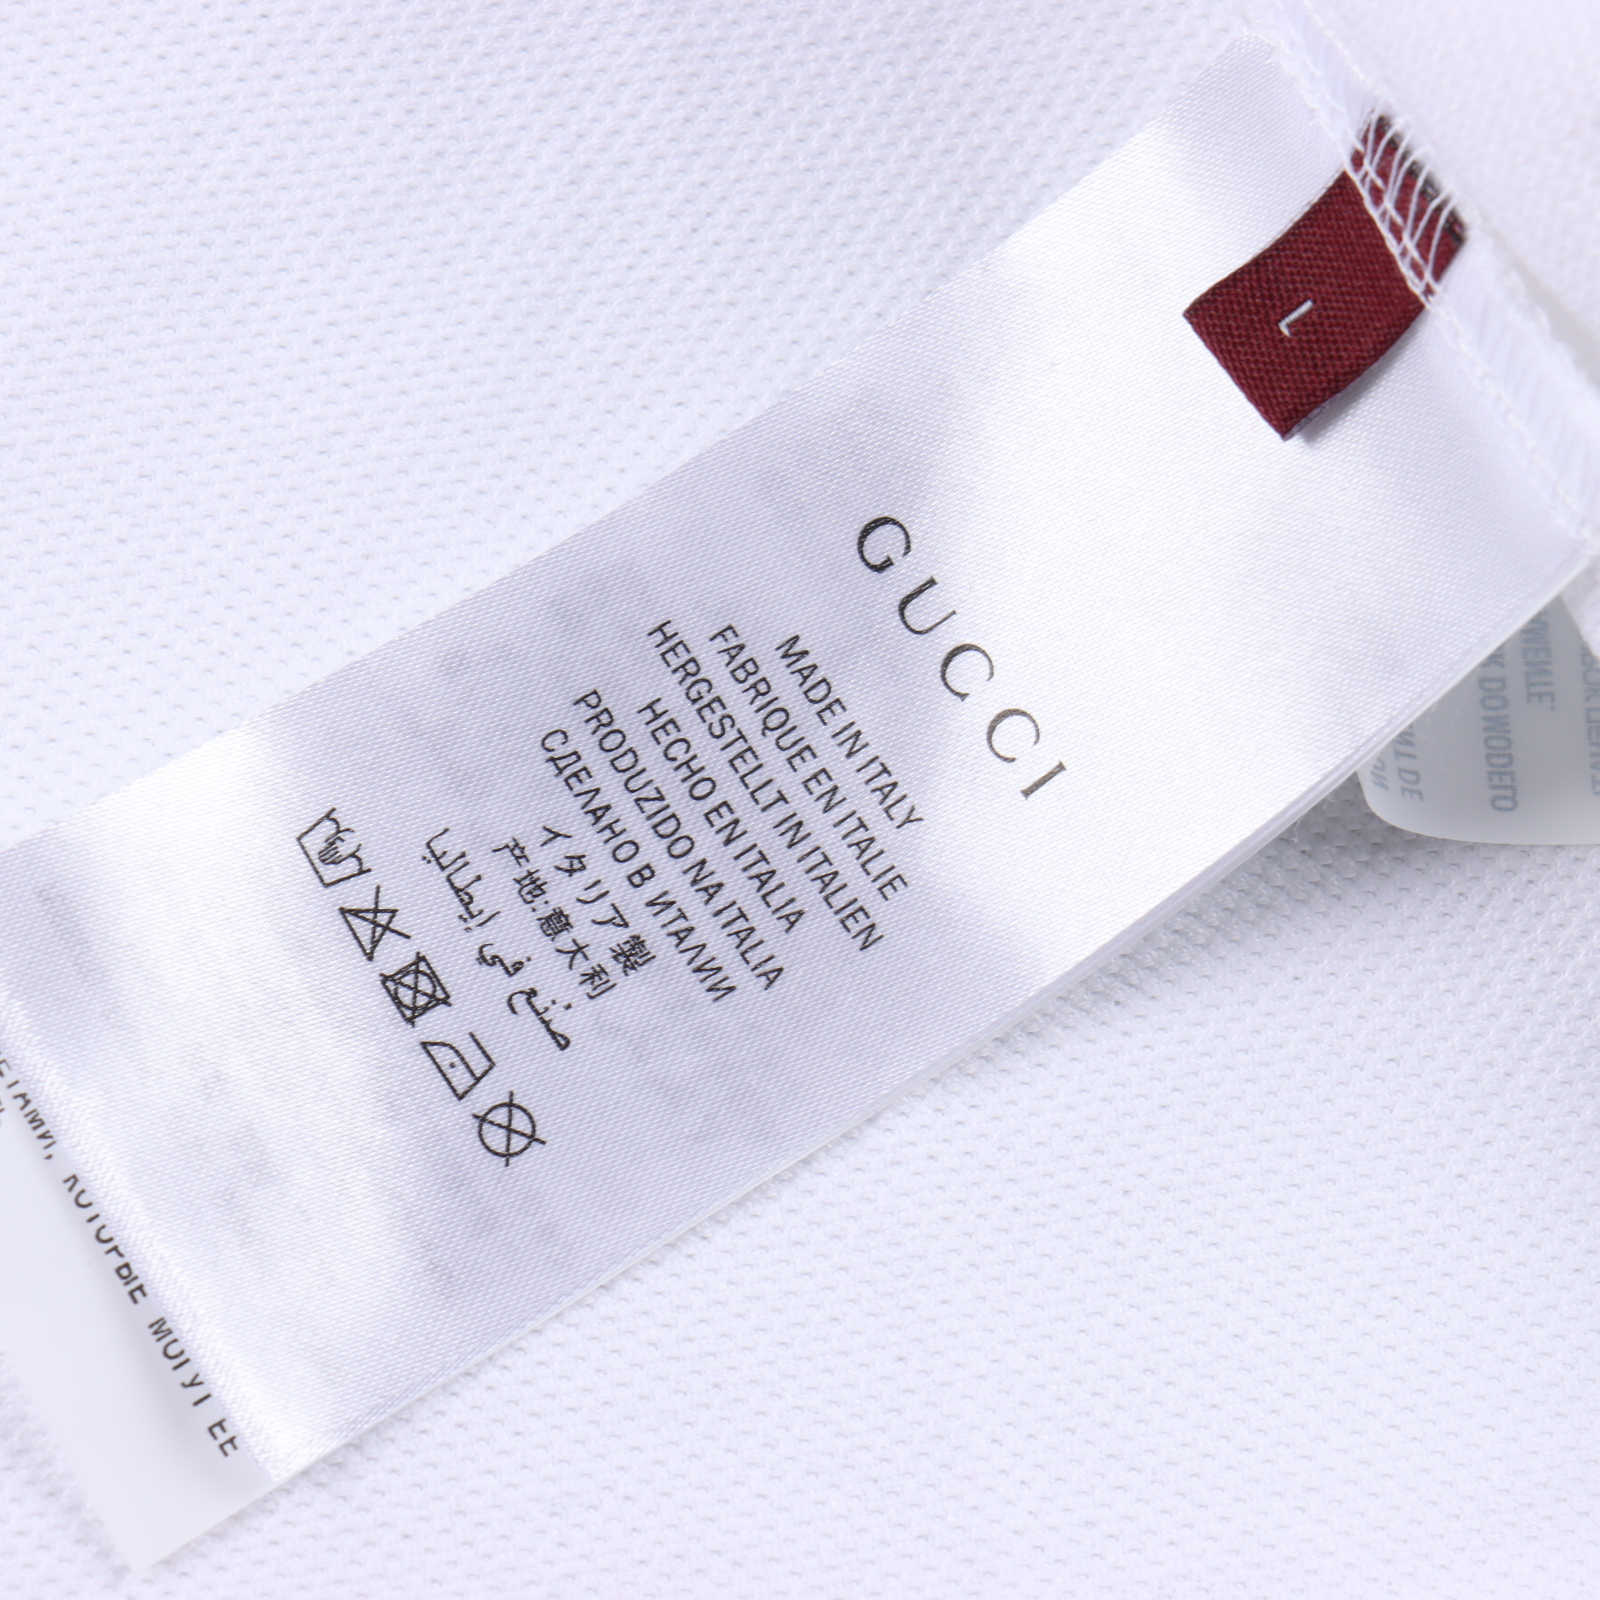 L
GUCCI
MADE IN ITALY
FABRIQUE EN ITALIE
HERGESTELLT IN ITALIEN
HECHO EN ITALIA
PRODUZIDO NA ITALIA
СДЕЛАНО В ИТАЛИИ
イタリア製
产地:意大利
صنع في إيطاليا